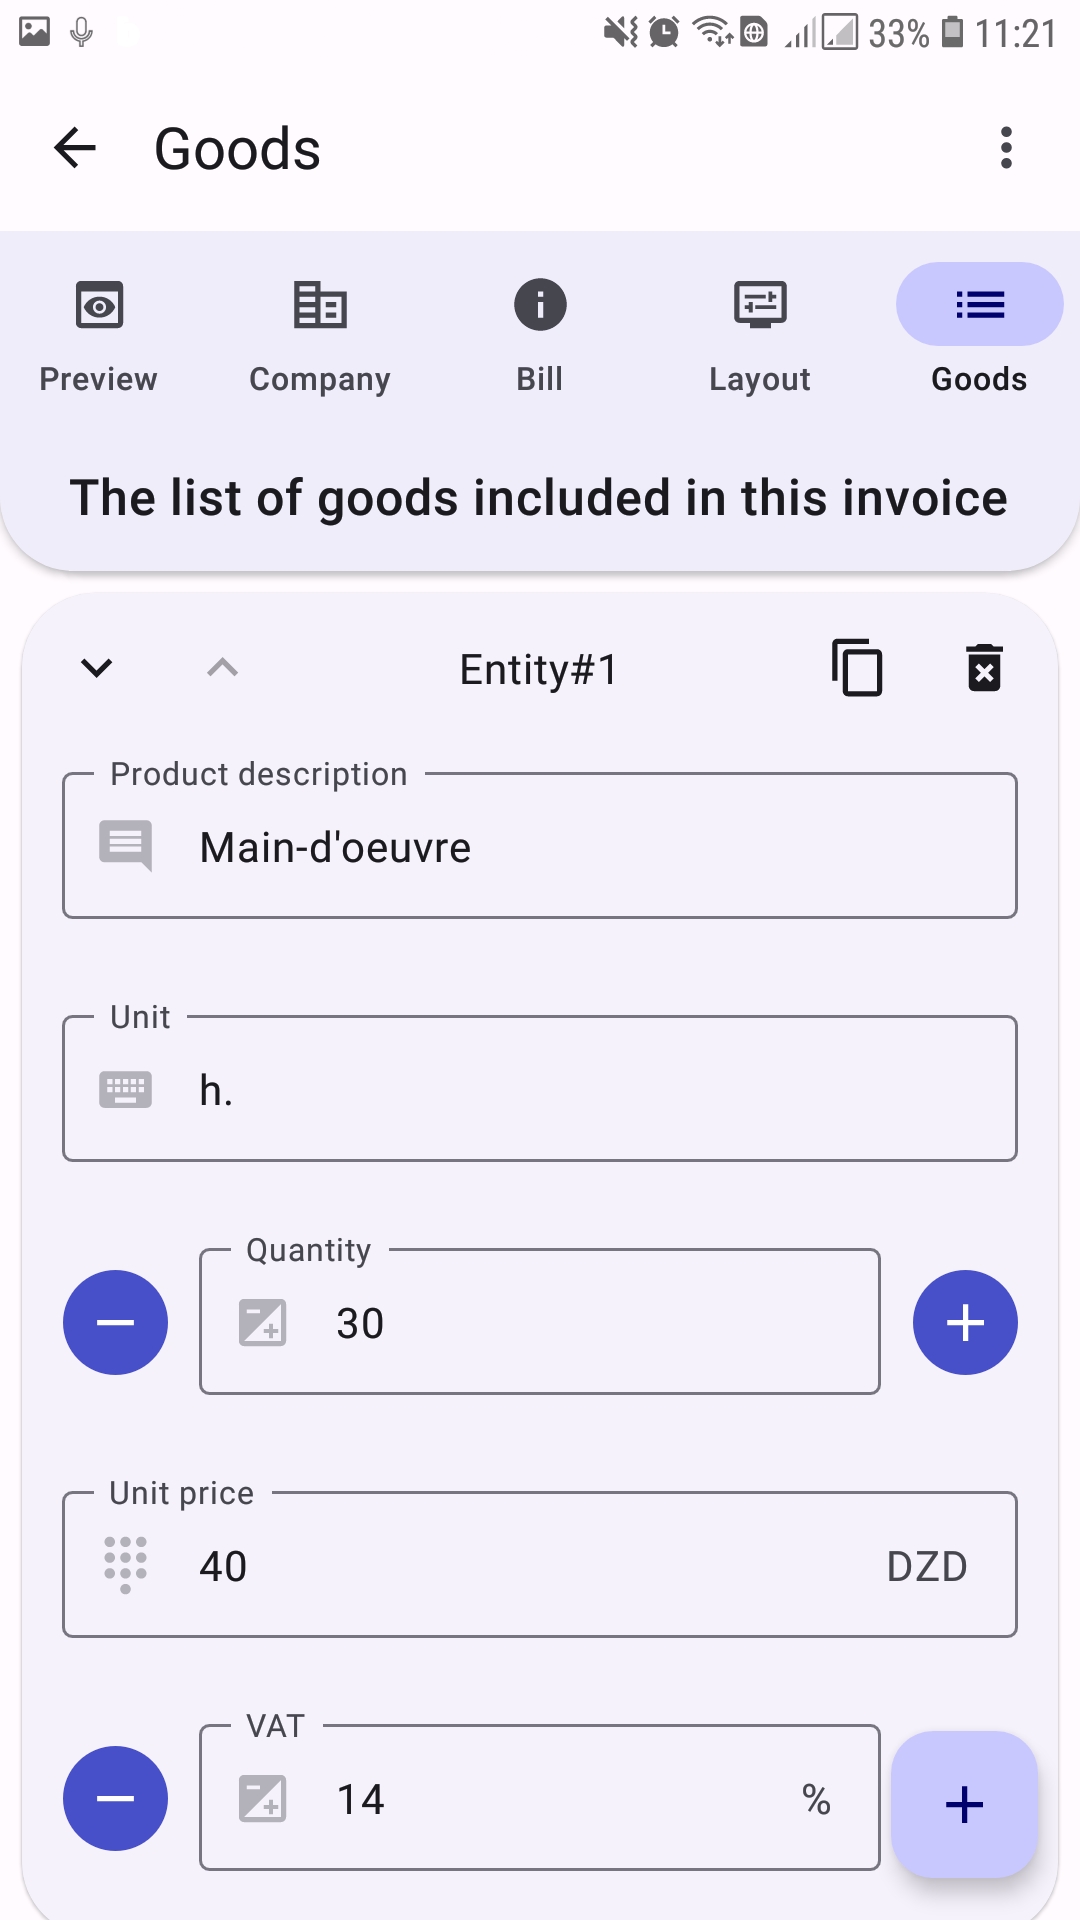 33% 11:21
Goods
Preview Company Bill Layout Goods
The list of goods included in this invoice
Entity#1
Product description
Main-d'oeuvre
Unit
h.
Quantity
30
Unit price
40 DZD
VAT
14 %